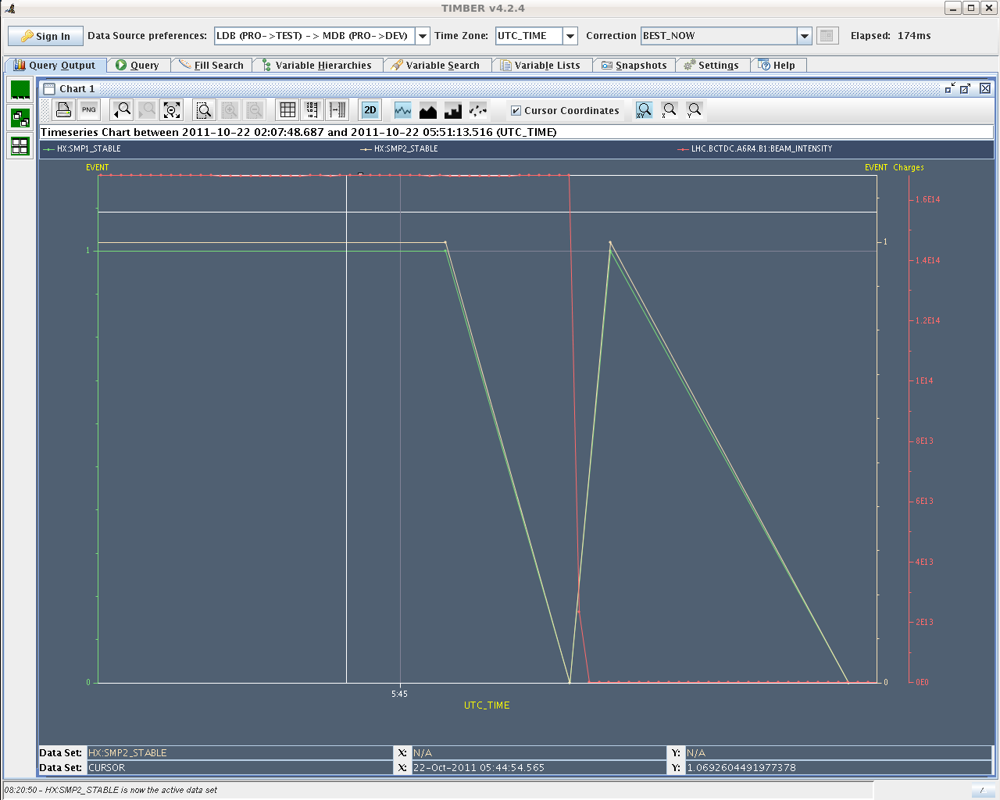 TIMBER v4.2.4
Sign In Data Source preferences: LDB (PRO->TEST) -> MDB (PRO->DEV) Time Zone: UTC_TIME Correction BEST_NOW Elapsed: 174ms
Query Output Query Fill Search Variable Hierarchies Variable Search Variable Lists Snapshots Settings Help
Chart 1
PNG 2D Cursor Coordinates XY X Y
Timeseries Chart between 2011-10-22 02:07:48.687 and 2011-10-22 05:51:13.516 (UTC_TIME)
HX:SMP1_STABLE HX:SMP2_STABLE LHC.BCTDC.A6R4.B1:BEAM_INTENSITY
EVENT EVENT Charges
1.6E14
1 1
1.4E14
1.2E14
1E14
8E13
6E13
4E13
2E13
0 0 0E0
5:45
UTC_TIME
Data Set: HX:SMP2_STABLE X: N/A Y: N/A
Data Set: CURSOR X: 22-Oct-2011 05:44:54.565 Y: 1.0692604491977378
08:20:50 - HX:SMP2_STABLE is now the active data set